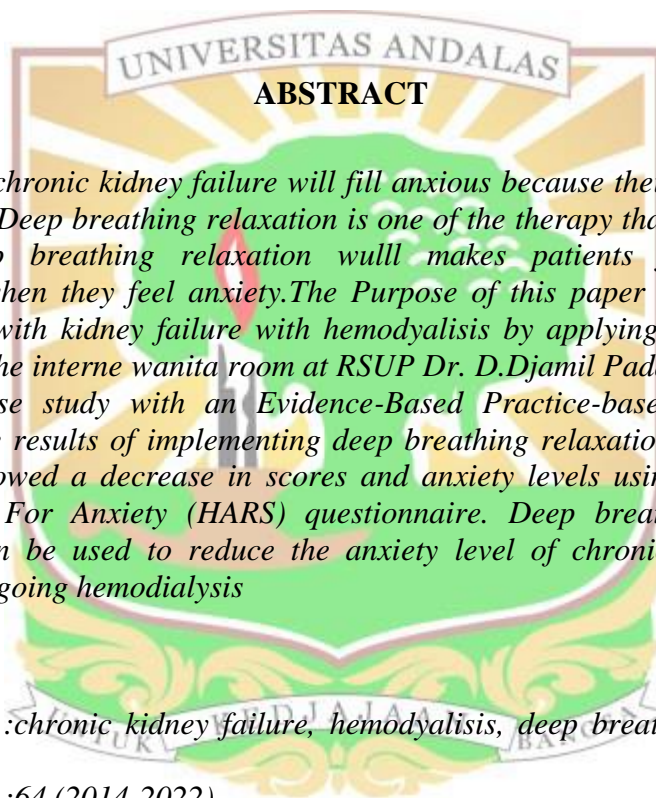 UNIVERSITAS ANDALAS
ABSTRACT
chronic kidney failure will fill anxious because the
Deep breathing relaxation is one of the therapy tha
breathing relaxation wulll makes patients
hen they feel anxiety.The Purpose of this paper
with kidney failure with hemodyalisis by applying
he interne wanita room at RSUP Dr. D.Djamil Pad
se study with an Evidence-Based Practice-base
results of implementing deep breathing relaxatio
owed a decrease in scores and anxiety levels usin
For Anxiety (HARS) questionnaire. Deep brea
n be used to reduce the anxiety level of chroni
going hemodialysis
:chronic kidney failure, hemodyalisis, deep breat
UNTUK KEDJAJAAN BANGSA
:64 (2014-2022)